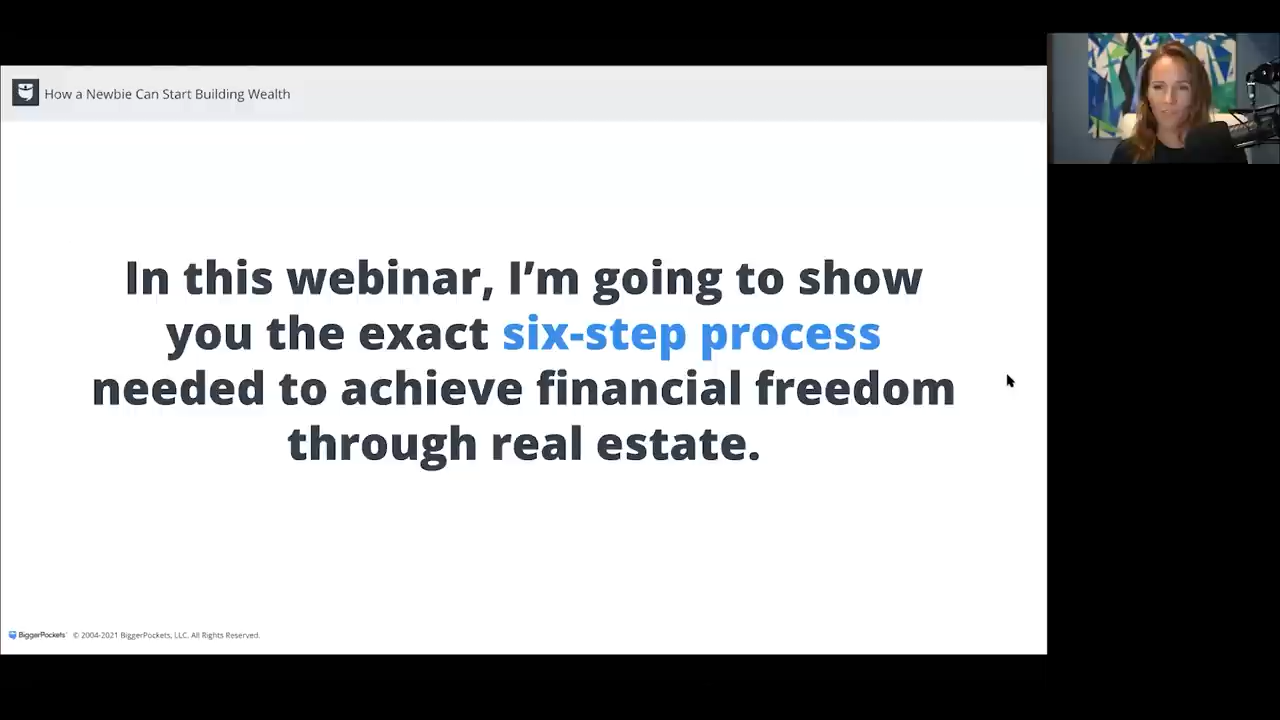 How a Newbie Can Start Building Wealth
In this webinar, I’m going to show
you the exact six-step process
needed to achieve financial freedom
through real estate.
BiggerPockets © 2004-2021 BiggerPockets, LLC. All Rights Reserved.